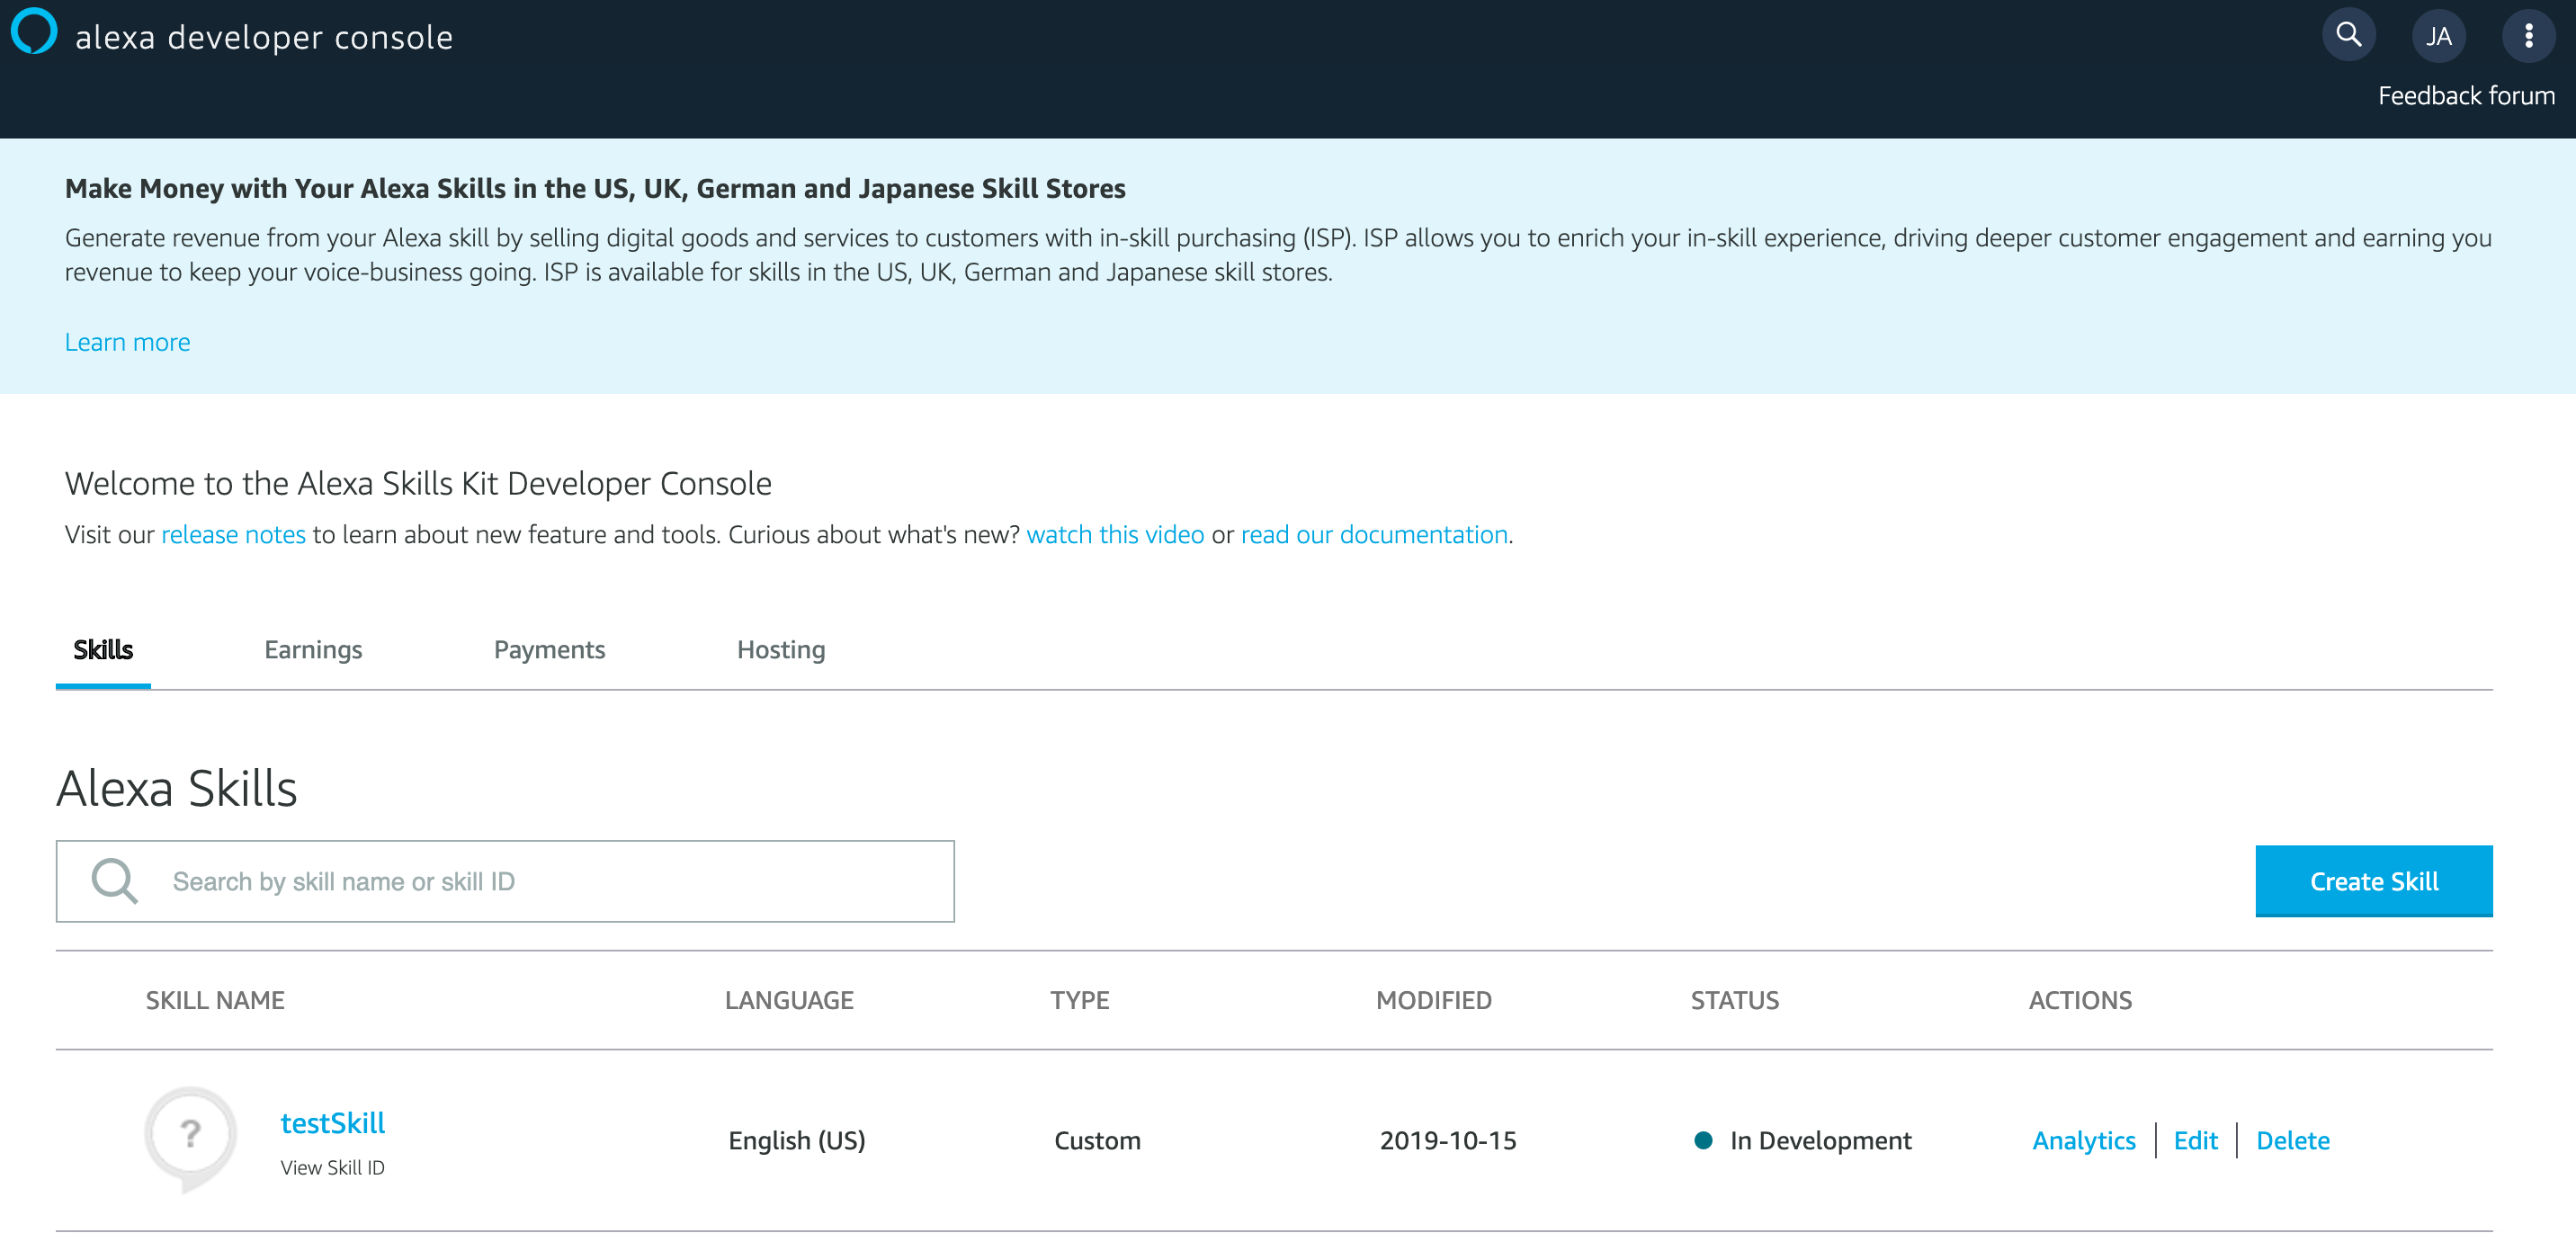 alexa developer console
JA
Feedback forum
Make Money with Your Alexa Skills in the US, UK, German and Japanese Skill Stores
Generate revenue from your Alexa skill by selling digital goods and services to customers with in-skill purchasing (ISP). ISP allows you to enrich your in-skill experience, driving deeper customer engagement and earning you
revenue to keep your voice-business going. ISP is available for skills in the US, UK, German and Japanese skill stores.
Learn more
Welcome to the Alexa Skills Kit Developer Console
Visit our release notes to learn about new feature and tools. Curious about what's new? watch this video or read our documentation.
Skills Earnings Payments Hosting
Alexa Skills
Search by skill name or skill ID
Create Skill
SKILL NAME LANGUAGE TYPE MODIFIED STATUS ACTIONS
?
testSkill
View Skill ID
English (US) Custom 2019-10-15 In Development Analytics Edit Delete